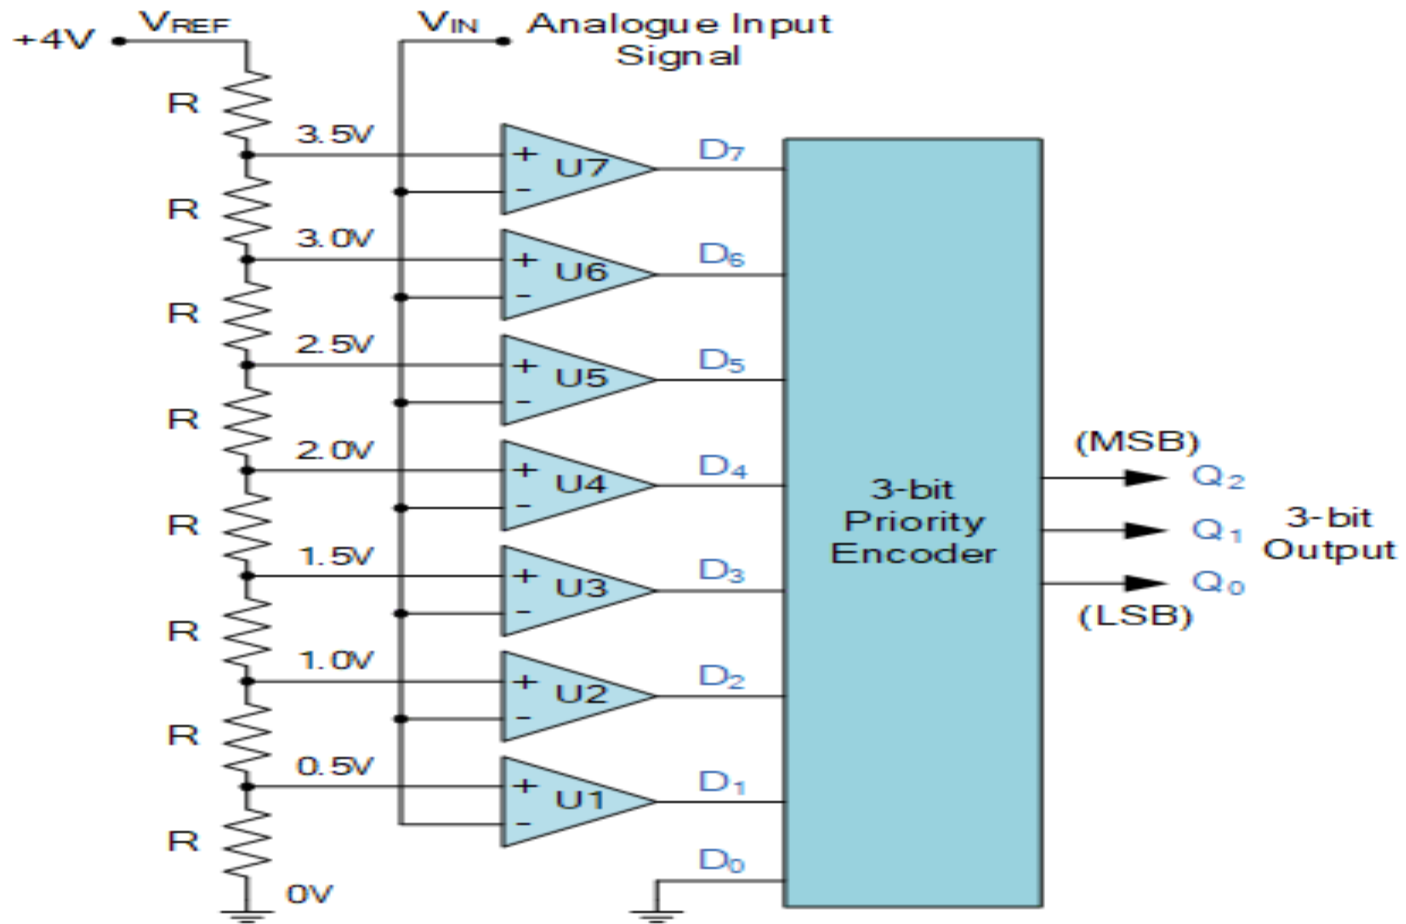 +4V
VREF
VIN
Analogue Input
Signal
R
3.5V
+
-
U7
D7
R
3.0V
+
-
U6
D6
R
2.5V
+
-
U5
D5
R
2.0V
+
-
U4
D4
R
1.5V
+
-
U3
D3
R
1.0V
+
-
U2
D2
R
0.5V
+
-
U1
D1
R
0V
D0
3-bit
Priority
Encoder
(MSB)
Q2
Q1
Q0
(LSB)
3-bit
Output